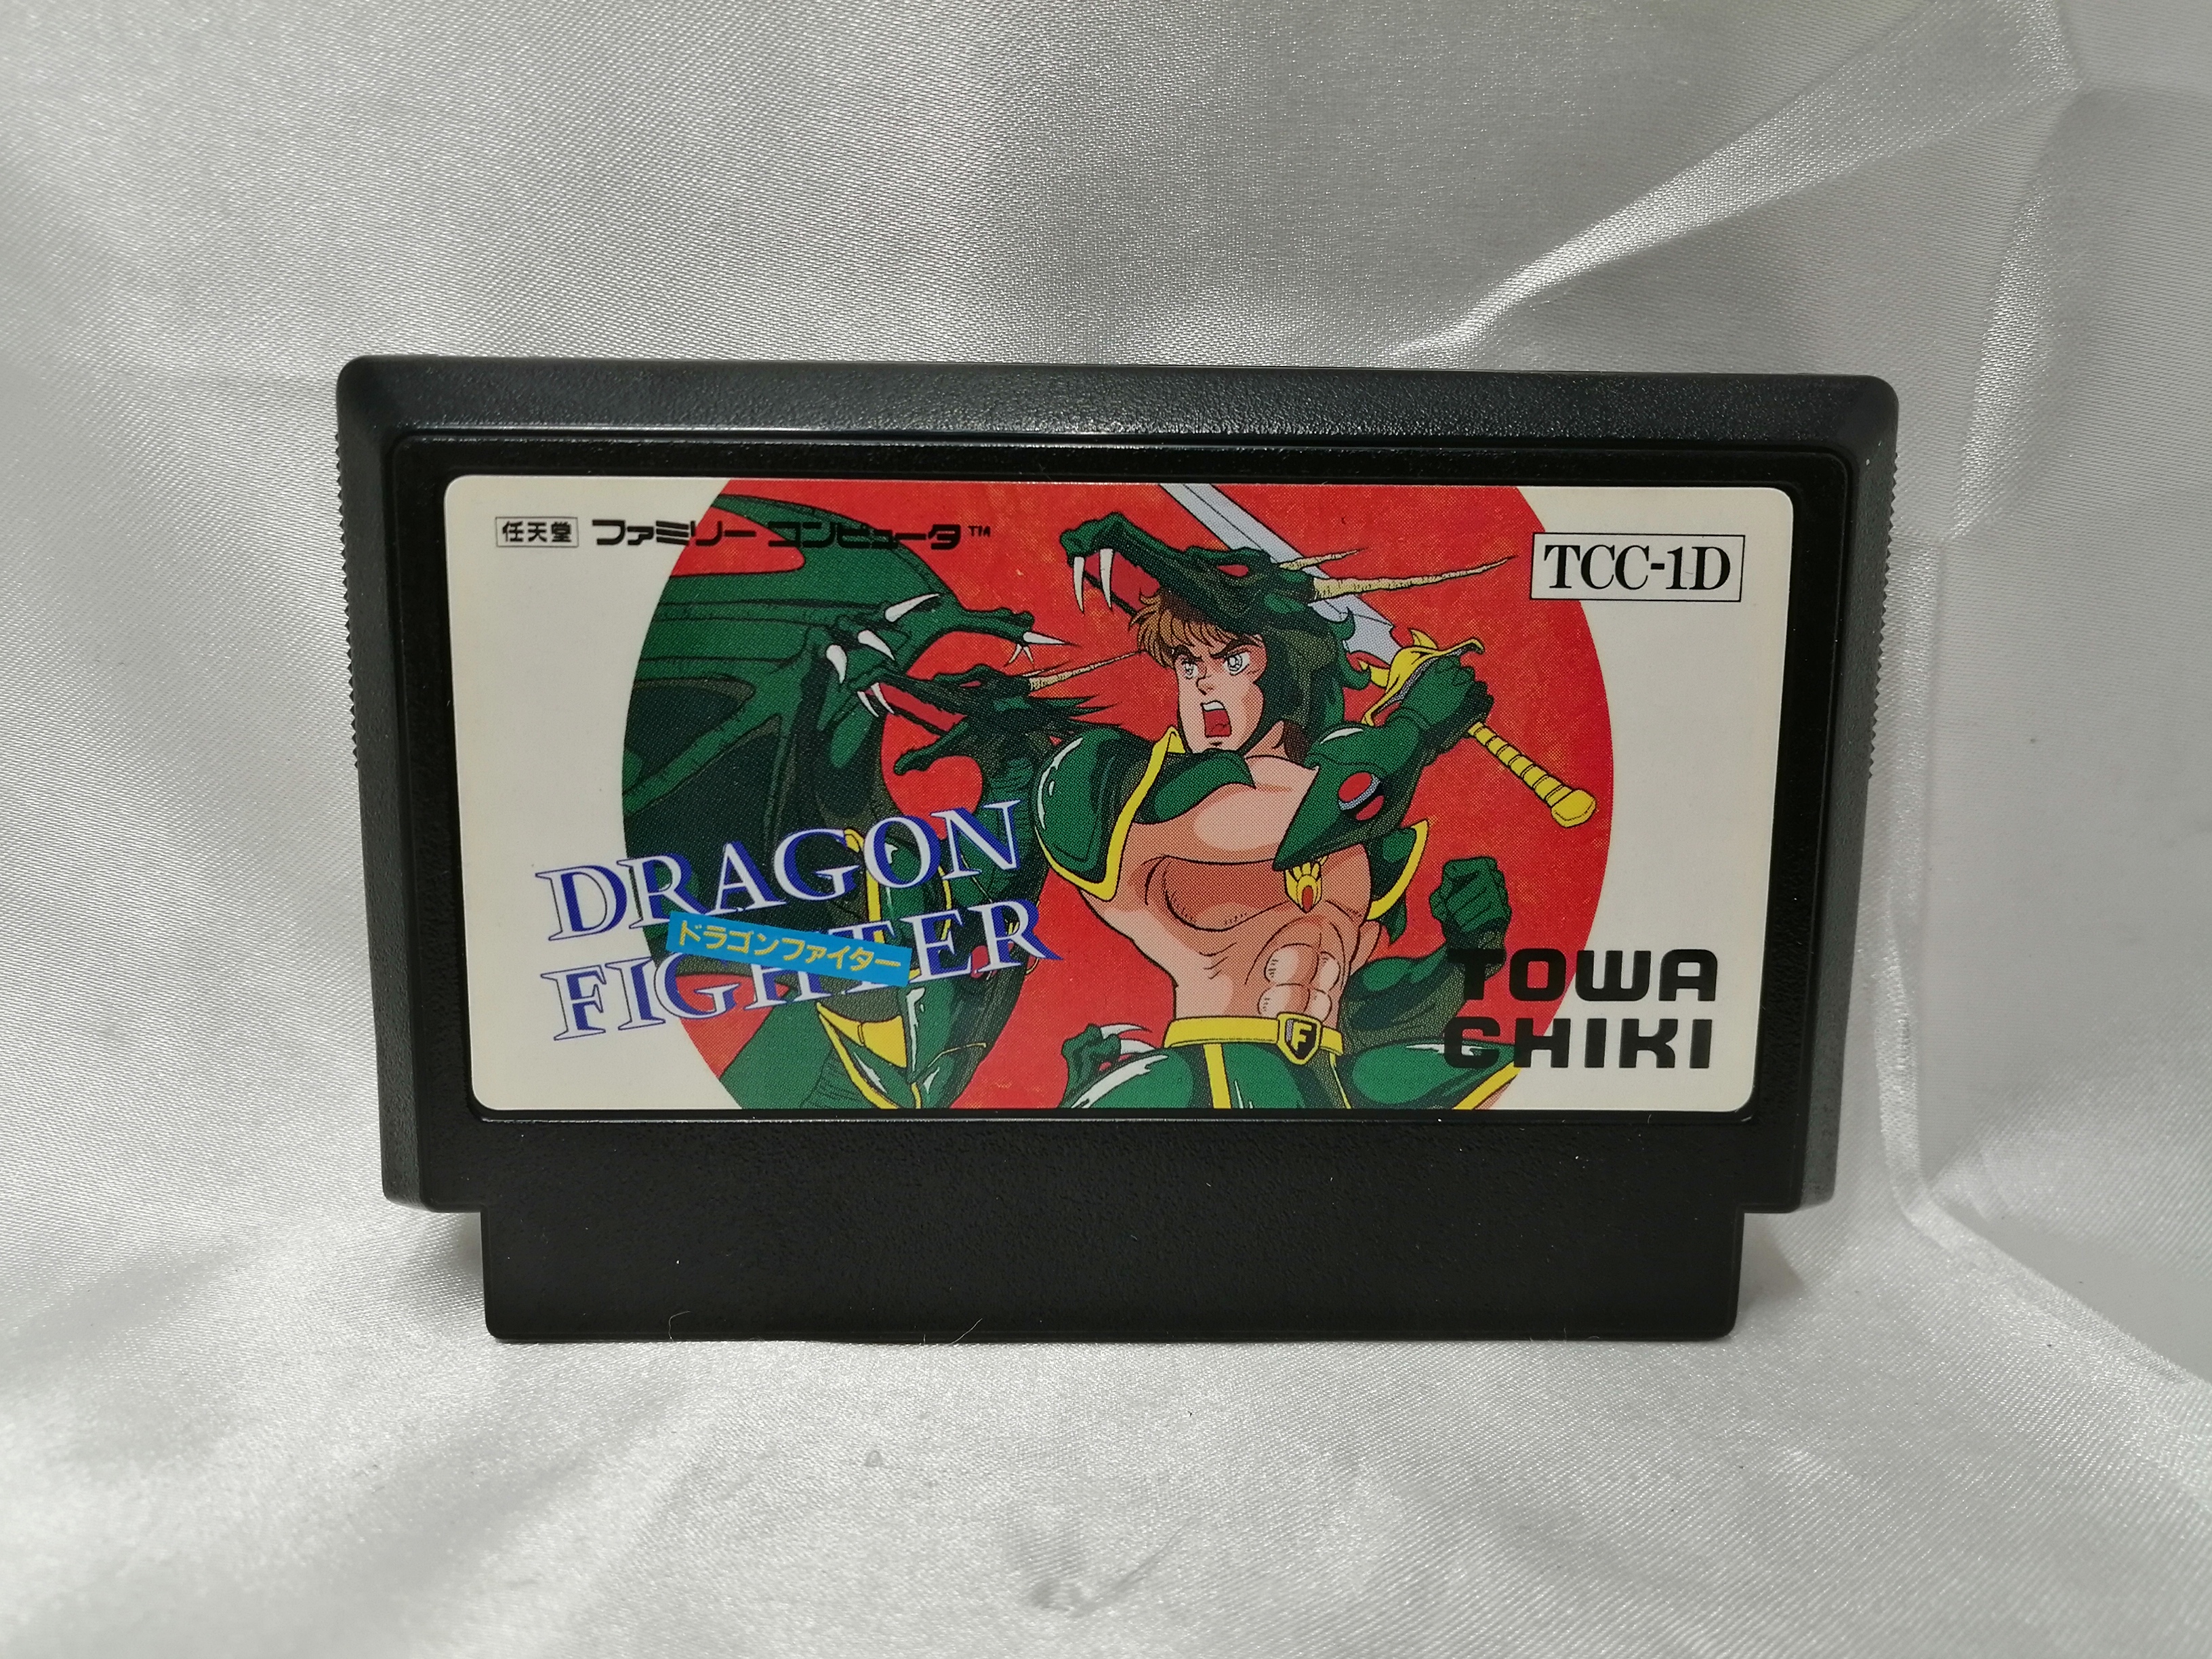 任天堂 ファミリー コンピュータ™
TCC-1D
DRAGON
FIGHTER
ドラゴンファイター
TOWA
CHIKI
F